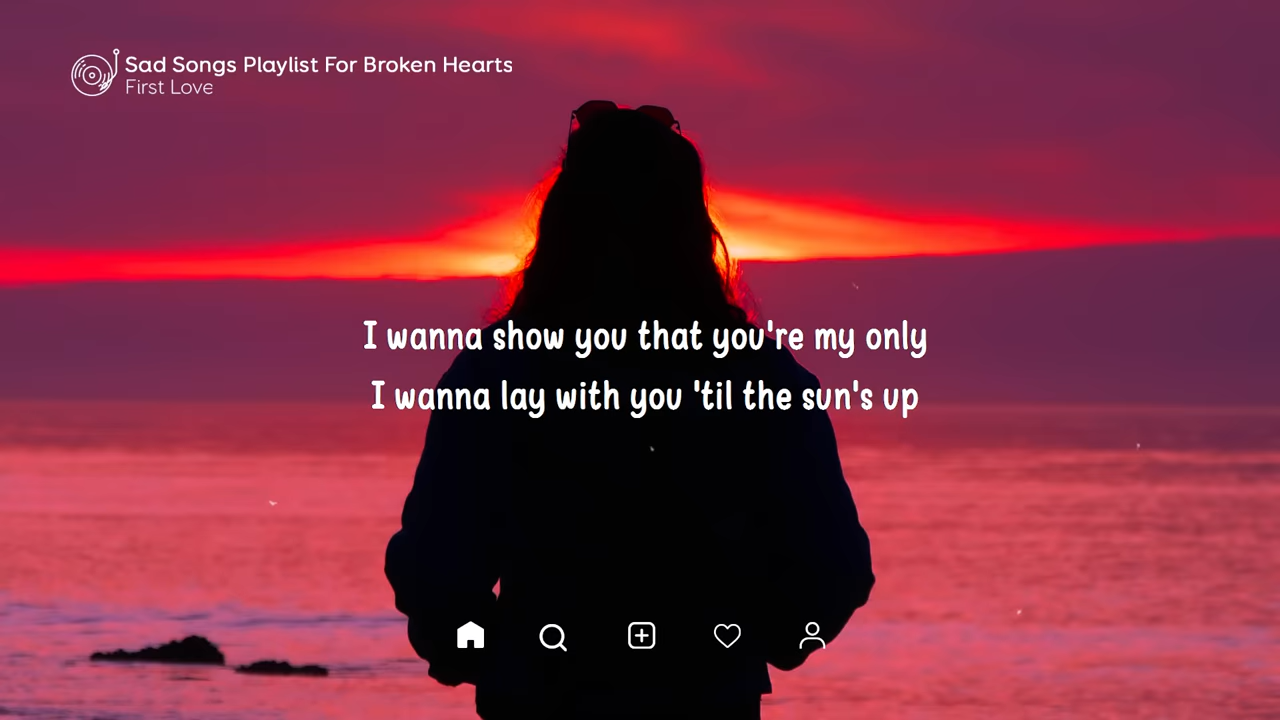 Sad Songs Playlist For Broken Hearts
First Love
I wanna show you that you're my only
I wanna lay with you 'til the sun's up